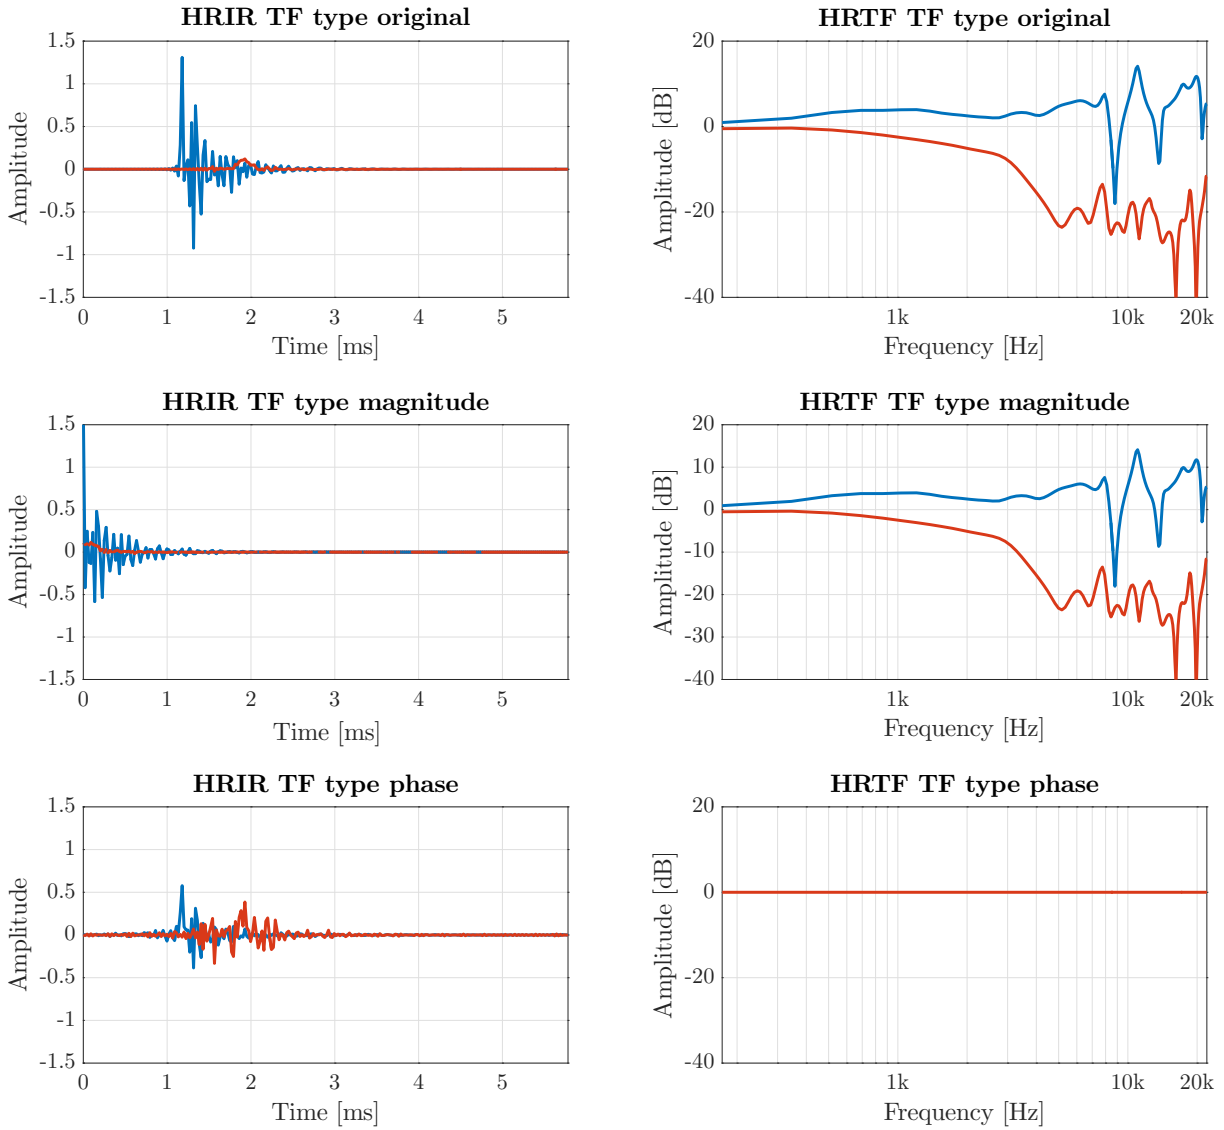 HRIR TF type original
1.5
1
0.5
0
-0.5
-1
-1.5
Amplitude
0 1 2 3 4 5
Time [ms]
HRTF TF type original
20
0
-20
-40
Amplitude [dB]
1k 10k 20k
Frequency [Hz]
HRIR TF type magnitude
1.5
1
0.5
0
-0.5
-1
-1.5
Amplitude
0 1 2 3 4 5
Time [ms]
HRTF TF type magnitude
20
10
0
-10
-20
-30
-40
Amplitude [dB]
1k 10k 20k
Frequency [Hz]
HRIR TF type phase
1.5
1
0.5
0
-0.5
-1
-1.5
Amplitude
0 1 2 3 4 5
Time [ms]
HRTF TF type phase
20
0
-20
-40
Amplitude [dB]
1k 10k 20k
Frequency [Hz]